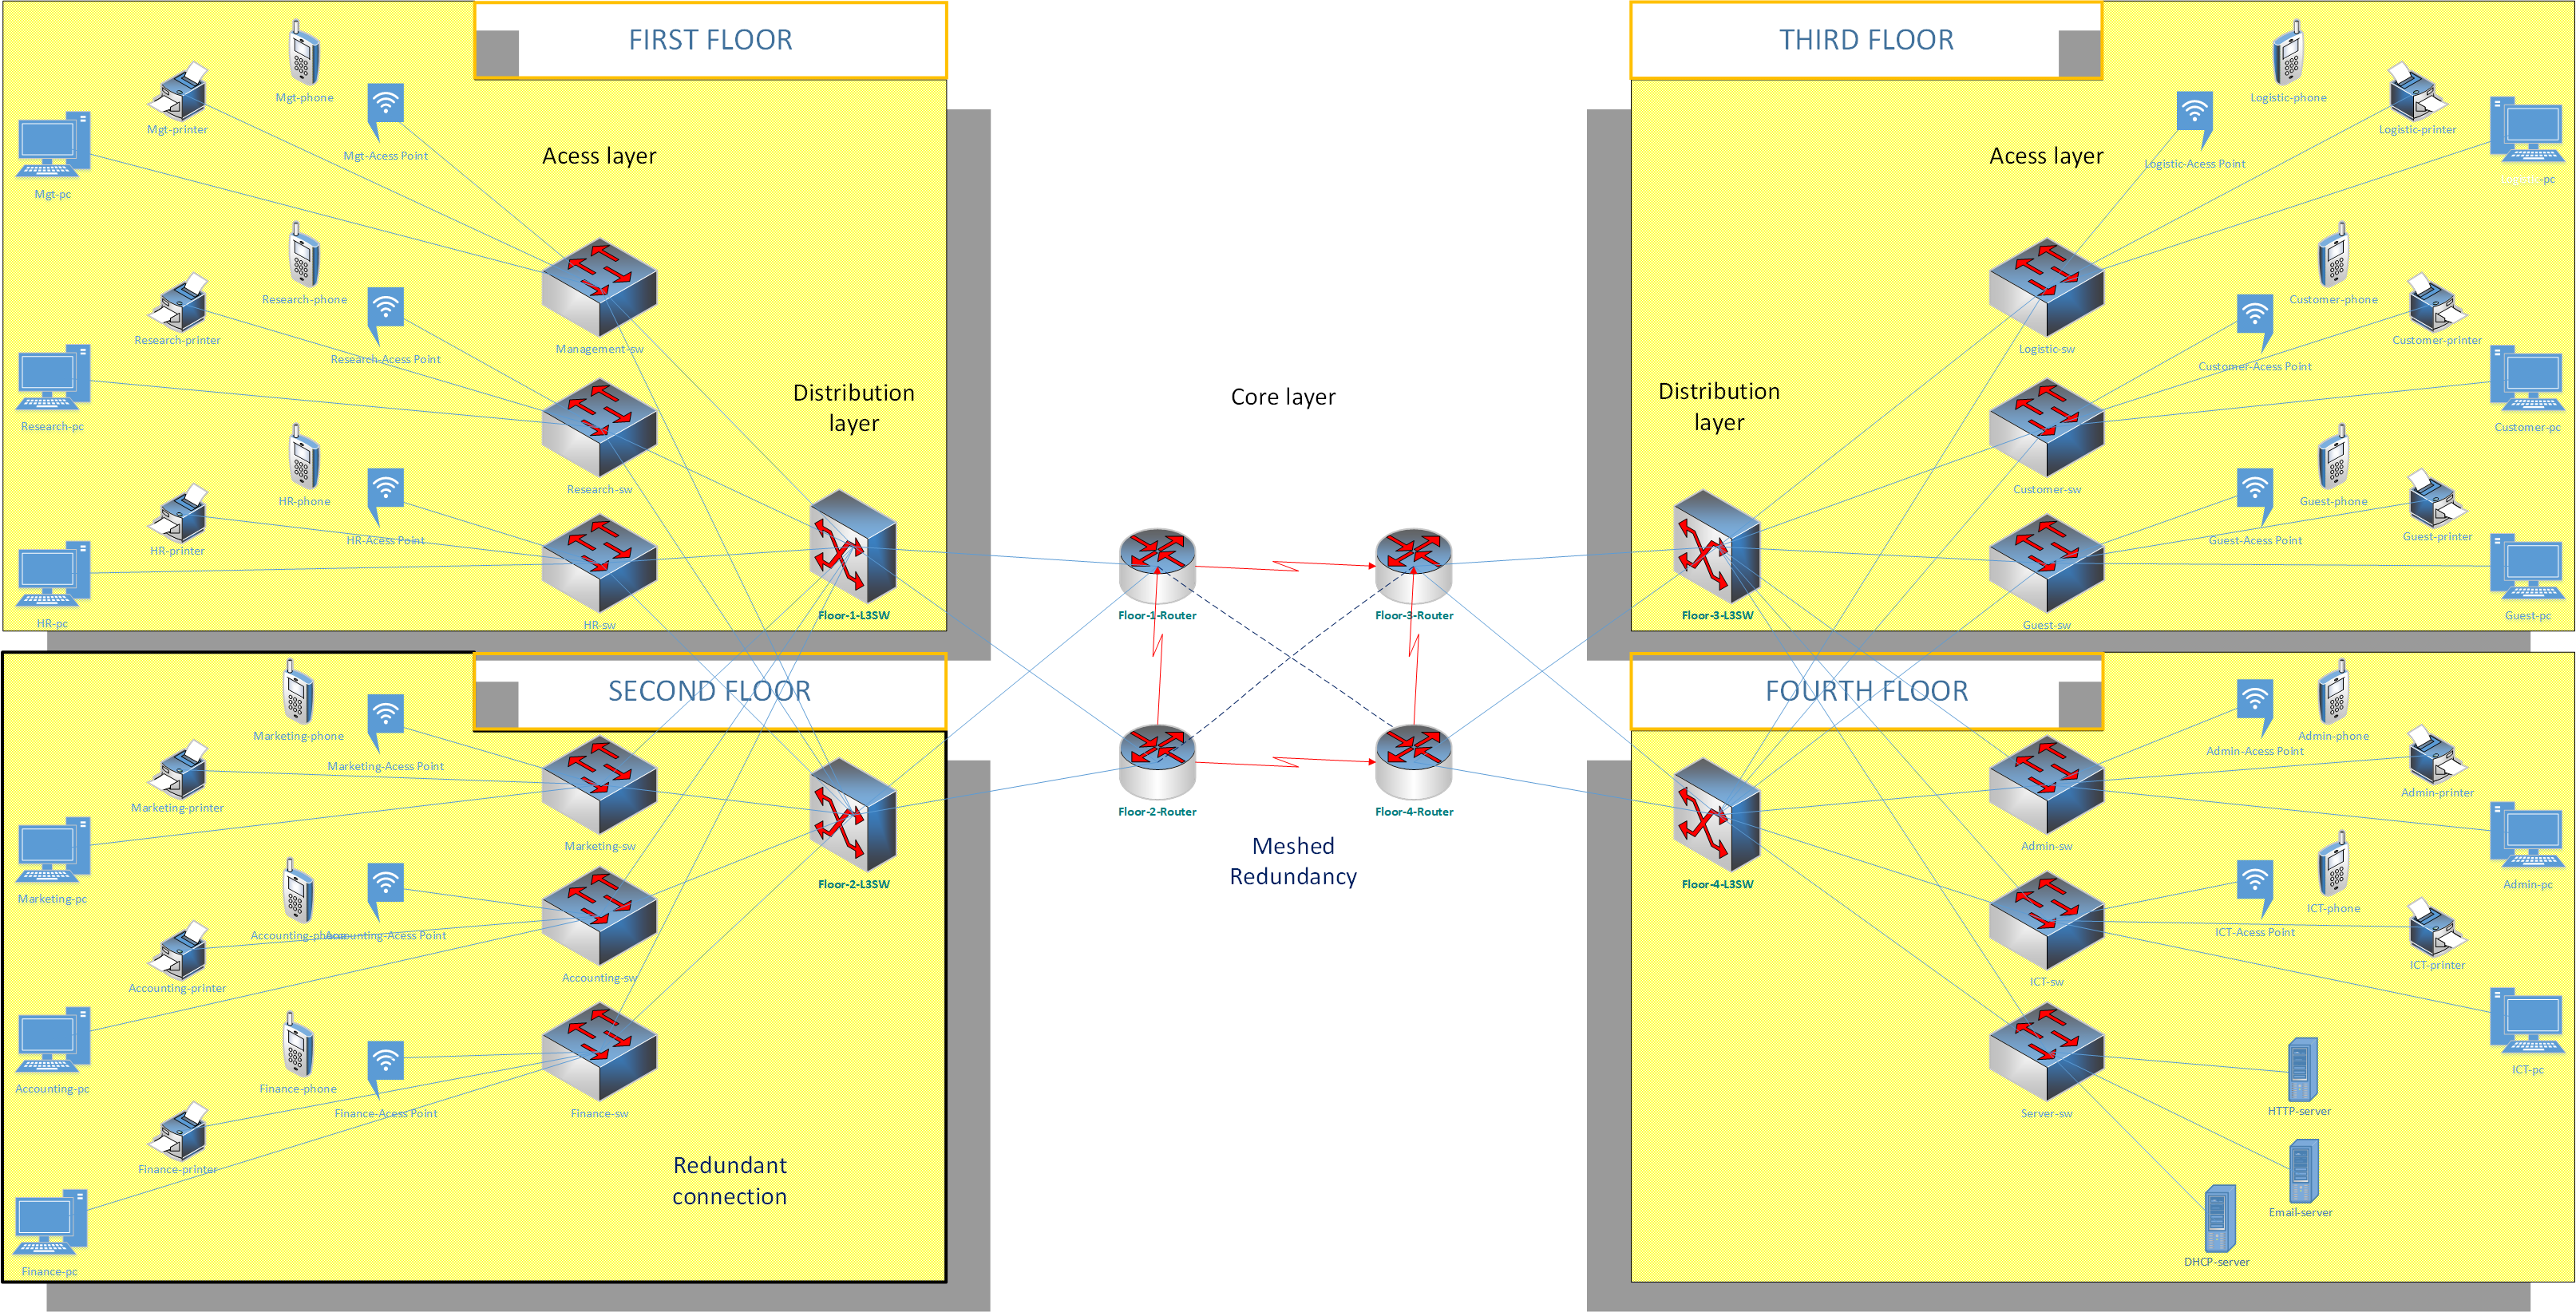 FIRST FLOOR
Mgt-phone
Mgt-printer
Mgt-Acess Point
Acess layer
Mgt-pc
Research-phone
Research-printer
Research-Acess Point
Management-sw
Distribution
layer
Research-pc
Research-sw
HR-phone
HR-Acess Point
HR-printer
HR-pc
HR-sw
Floor-1-L3SW
SECOND FLOOR
Marketing-phone
Marketing-Acess Point
Marketing-printer
Marketing-sw
Floor-2-L3SW
Marketing-pc
Accounting-phone
Accounting-Acess Point
Accounting-sw
Accounting-printer
Accounting-pc
Finance-phone
Finance-Acess Point
Finance-sw
Finance-printer
Redundant
connection
Finance-pc
Core layer
Floor-1-Router
Floor-3-Router
Floor-2-Router
Floor-4-Router
Meshed
Redundancy
THIRD FLOOR
Logistic-phone
Logistic-printer
Acess layer
Logistic-Acess Point
Logistic-pc
Customer-phone
Customer-printer
Logistic-sw
Customer-Acess Point
Distribution
layer
Customer-pc
Customer-sw
Guest-phone
Guest-Acess Point
Guest-printer
Floor-3-L3SW
Guest-sw
Guest-pc
FOURTH FLOOR
Admin-phone
Admin-Acess Point
Admin-printer
Admin-sw
Floor-4-L3SW
Admin-pc
ICT-phone
ICT-Acess Point
ICT-printer
ICT-sw
ICT-pc
Server-sw
HTTP-server
Email-server
DHCP-server